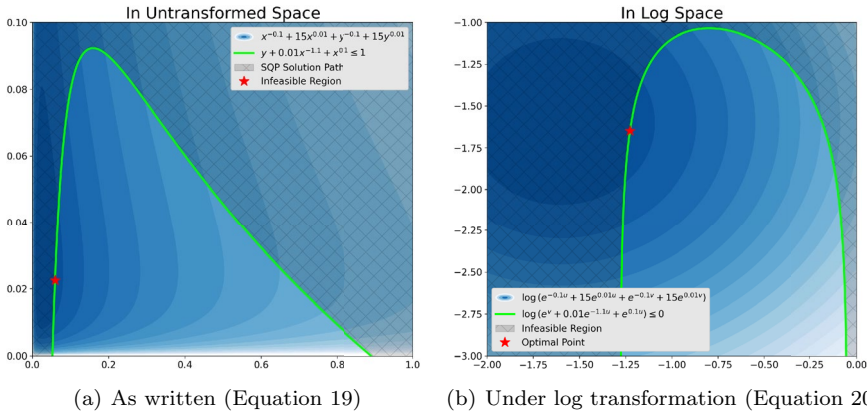 In Untransformed Space
0.10
0.08
0.06
0.04
0.02
0.00
0.0
0.2
0.4
0.6
0.8
1.0
x^{-0.1} + 15x^{0.01} + y^{-0.1} + 15y^{0.01}
y + 0.01x^{-1.1} + x^{01} ≤ 1
SQP Solution Path
Infeasible Region
(a) As written (Equation 19)
In Log Space
−1.00
−1.25
−1.50
−1.75
−2.00
−2.25
−2.50
−2.75
−3.00
−2.00
−1.75
−1.50
−1.25
−1.00
−0.75
−0.50
−0.25
0.00
log(e^{-0.1u} + 15e^{0.01u} + e^{-0.1v} + 15e^{0.01v})
log(e^{v} + 0.01e^{-1.1u} + e^{0.1u}) ≤ 0
Infeasible Region
Optimal Point
(b) Under log transformation (Equation 20